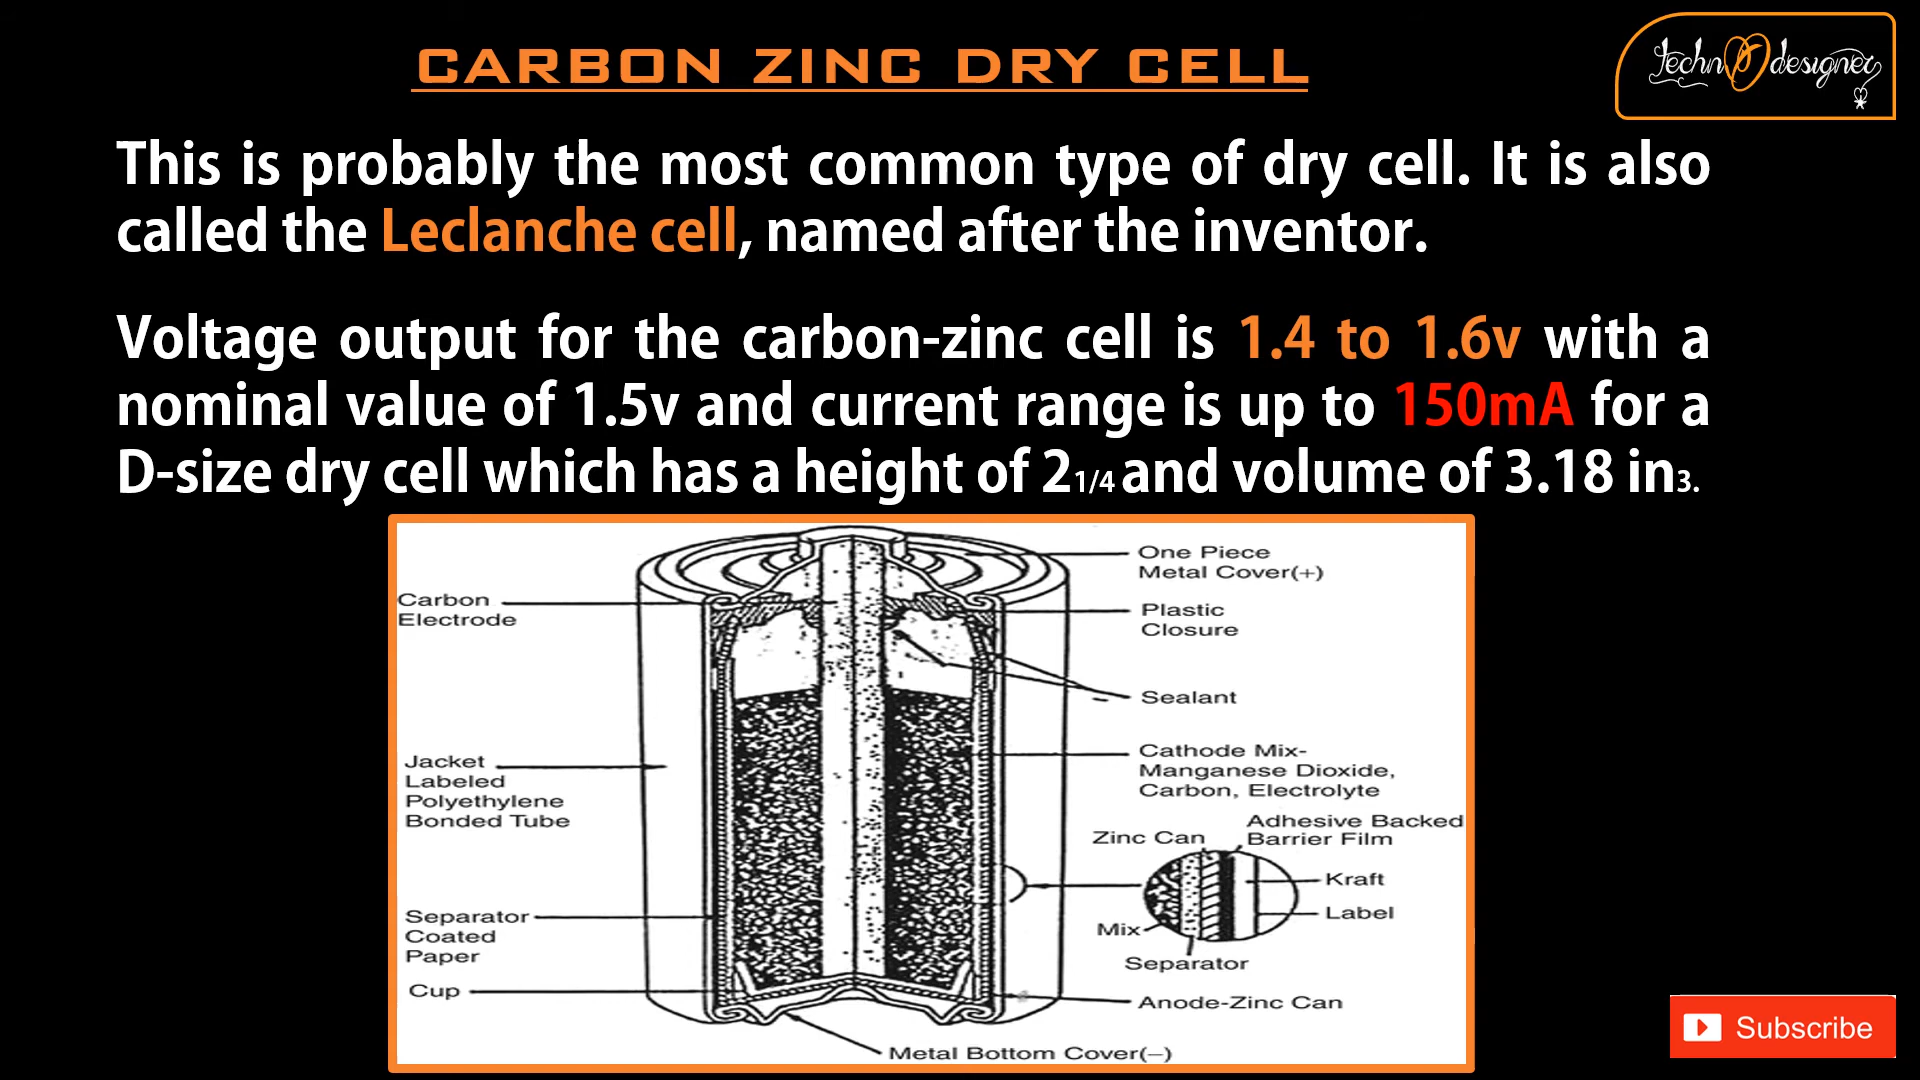 CARBON ZINC DRY CELL
techno designer
This is probably the most common type of dry cell. It is also
called the Leclanche cell, named after the inventor.
Voltage output for the carbon-zinc cell is 1.4 to 1.6v with a
nominal value of 1.5v and current range is up to 150mA for a
D-size dry cell which has a height of 21/4 and volume of 3.18 in3.
One Piece
Metal Cover(+)
Carbon
Electrode
Plastic
Closure
Sealant
Cathode Mix-
Manganese Dioxide,
Carbon, Electrolyte
Jacket
Labeled
Polyethylene
Bonded Tube
Adhesive Backed
Barrier Film
Zinc Can
Kraft
Label
Mix
Separator
Separator
Coated
Paper
Cup
Anode-Zinc Can
Metal Bottom Cover(–)
Subscribe